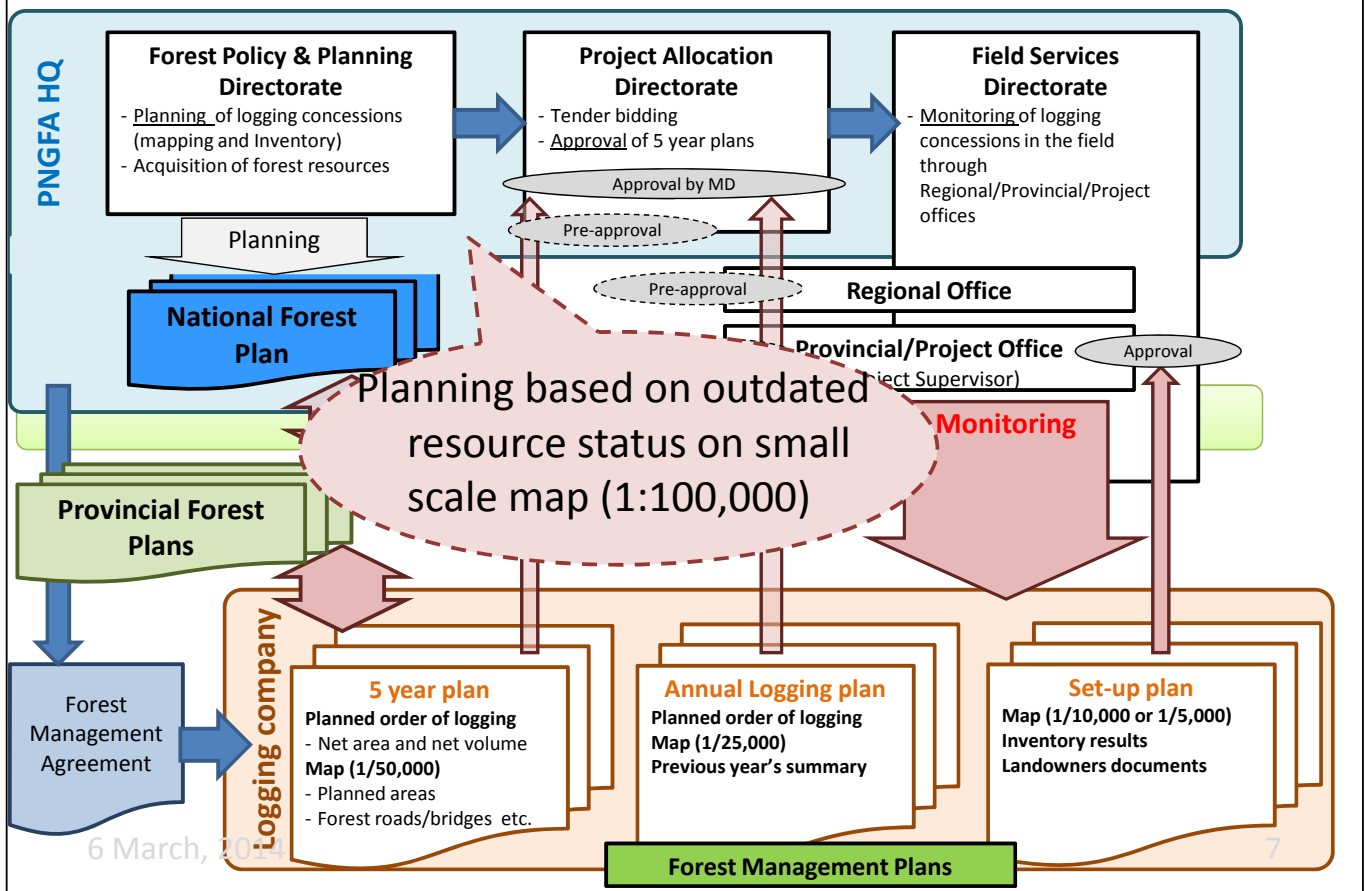 PNGFA HQ
Forest Policy & Planning
Directorate
- Planning of logging concessions
(mapping and Inventory)
- Acquisition of forest resources
Project Allocation
Directorate
- Tender bidding
- Approval of 5 year plans
Approval by MD
Pre-approval
Field Services
Directorate
- Monitoring of logging
concessions in the field
through
Regional/Provincial/Project
offices
Planning
National Forest
Plan
Pre-approval
Regional Office
Provincial/Project Office
ject Supervisor)
Approval
Planning based on outdated
resource status on small
scale map (1:100,000)
Monitoring
Provincial Forest
Plans
Forest
Management
Agreement
Logging company
5 year plan
Planned order of logging
- Net area and net volume
Map (1/50,000)
- Planned areas
- Forest roads/bridges etc.
Annual Logging plan
Planned order of logging
Map (1/25,000)
Previous year's summary
Set-up plan
Map (1/10,000 or 1/5,000)
Inventory results
Landowners documents
6 March, 2014
Forest Management Plans
7